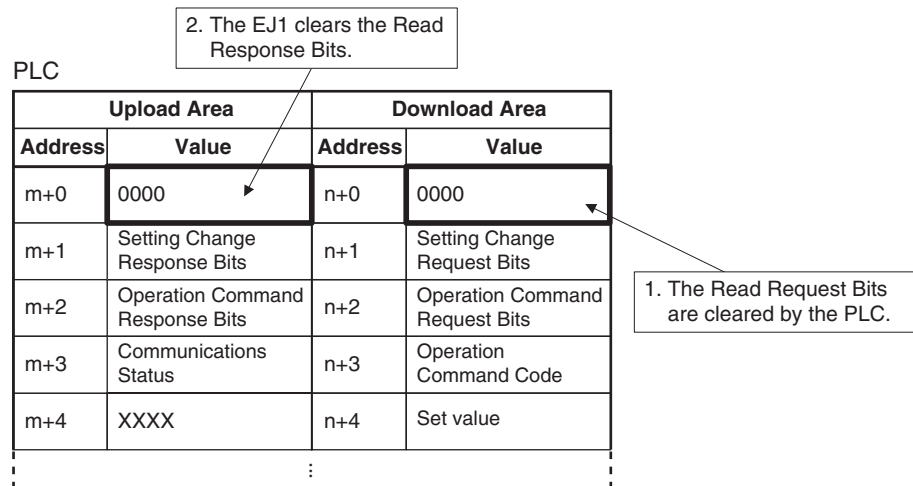 2. The EJ1 clears the Read
Response Bits.
PLC
Upload Area Download Area
Address Value Address Value
m+0 0000 n+0 0000
m+1 Setting Change
Response Bits n+1 Setting Change
Request Bits
m+2 Operation Command
Response Bits n+2 Operation Command
Request Bits
m+3 Communications
Status n+3 Operation
Command Code
m+4 XXXX n+4 Set value
1. The Read Request Bits
are cleared by the PLC.